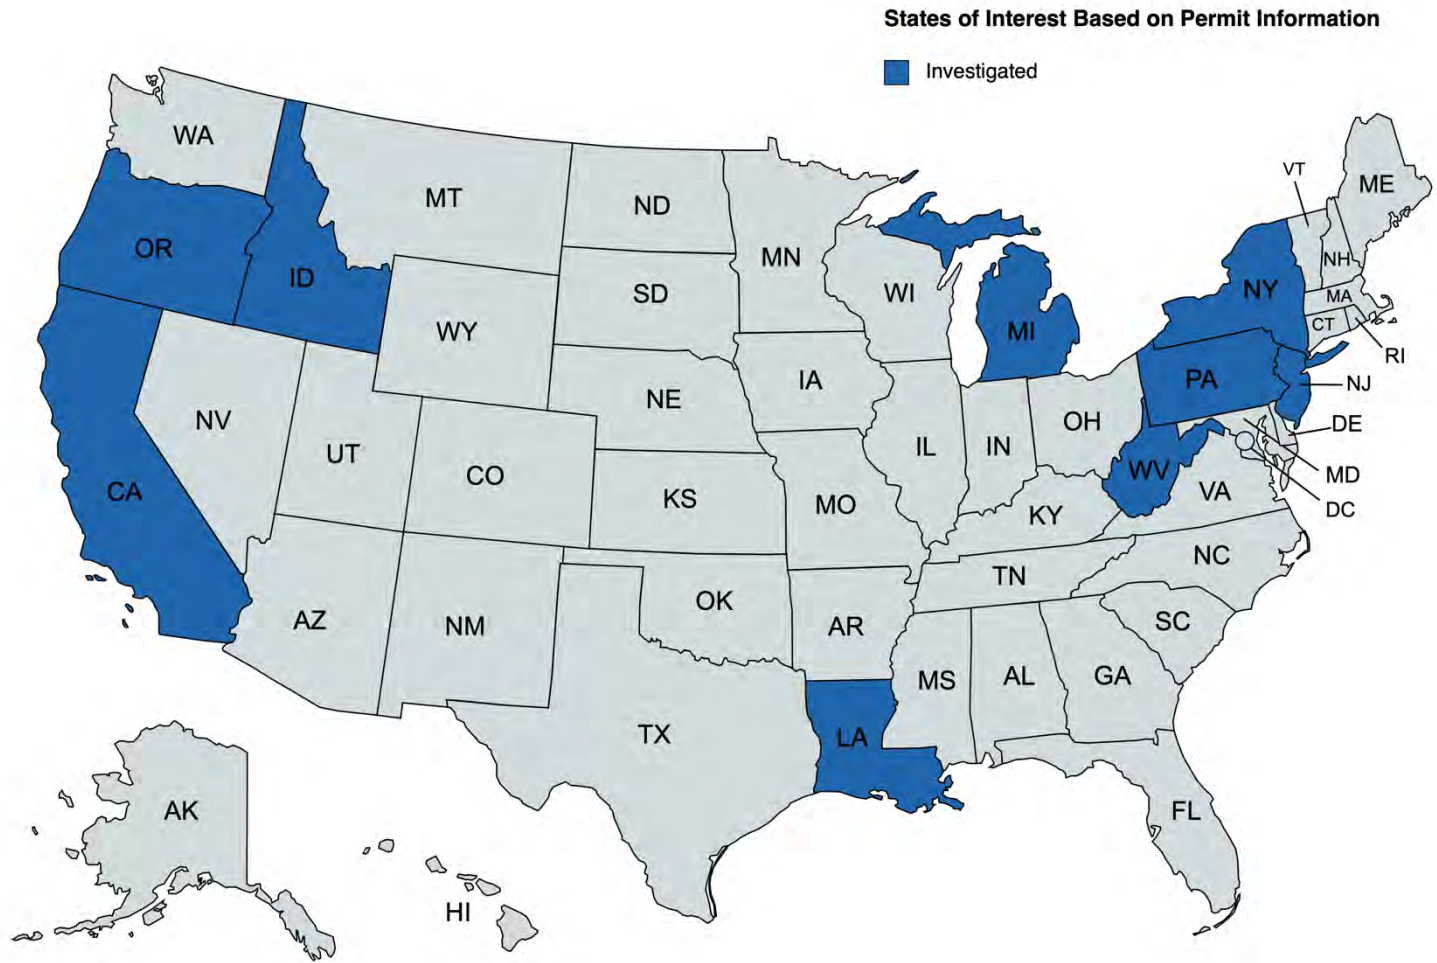 States of Interest Based on Permit Information
Investigated
WA
MT
ND
MN
VT
ME
OR
ID
SD
WI
NH
NY
MA
WY
MI
CT
RI
IA
PA
NJ
NE
NV
OH
DE
UT
IL
IN
CO
WV
MD
CA
KS
MO
VA
DC
KY
NC
TN
OK
AZ
NM
AR
SC
MS
AL
GA
TX
LA
AK
FL
HI